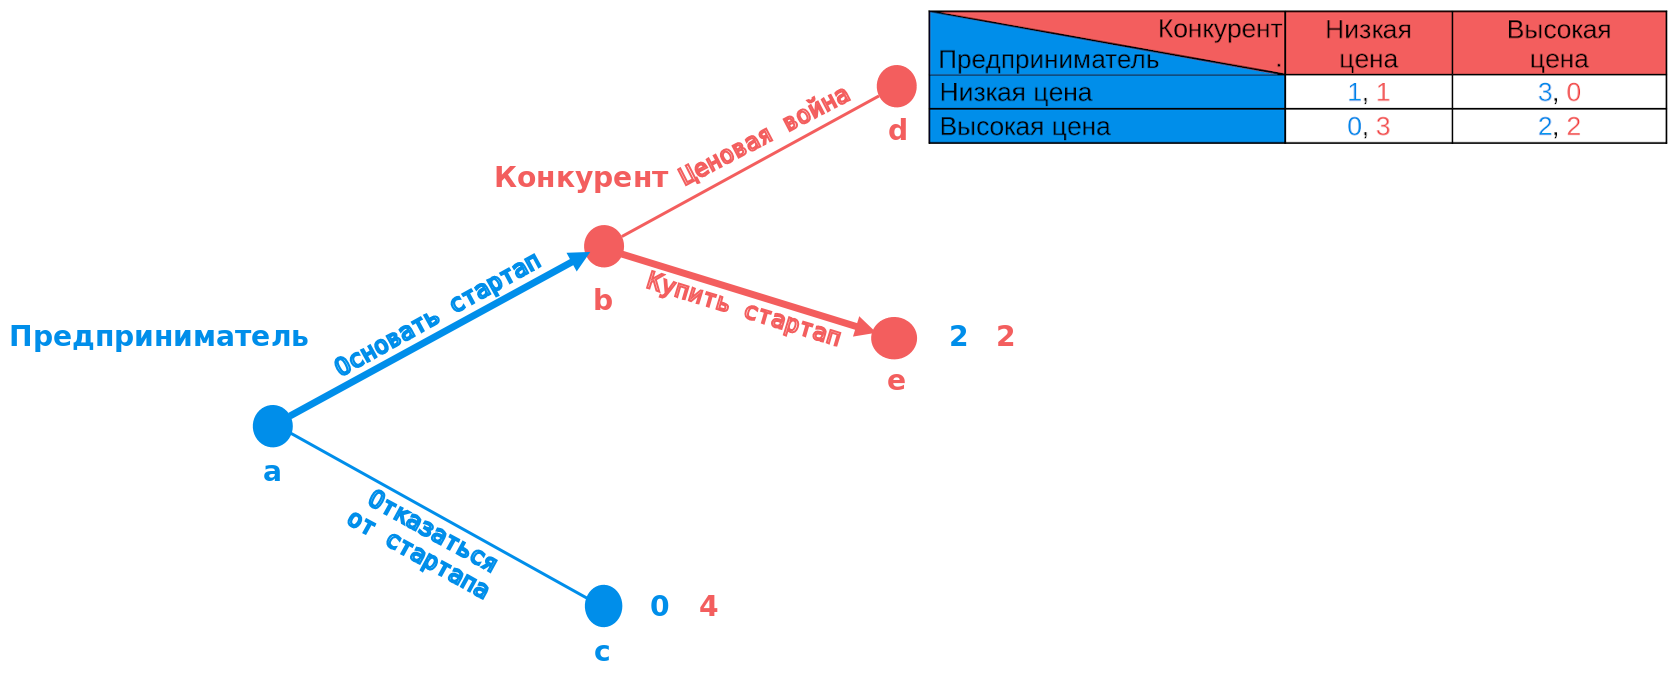 Конкурент
Предприниматель .
Низкая
цена
Высокая
цена
Низкая цена
1, 1
3, 0
Высокая цена
0, 3
2, 2
Ценовая война
d
Конкурент
b
Основать стартап
Купить стартап
Предприниматель
e
2 2
a
Отказаться
от стартапа
0 4
c